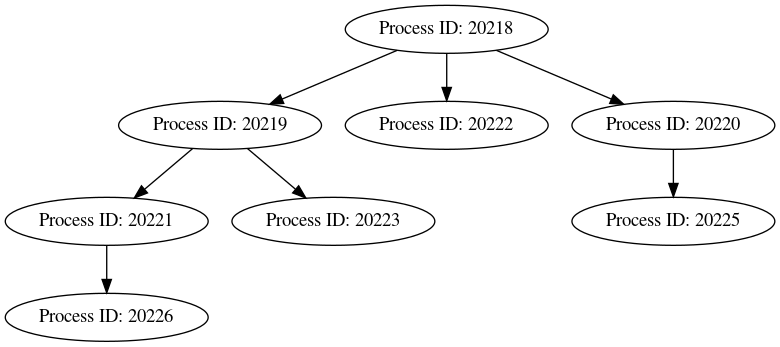 Process ID: 20218
Process ID: 20219
Process ID: 20222
Process ID: 20220
Process ID: 20221
Process ID: 20223
Process ID: 20225
Process ID: 20226